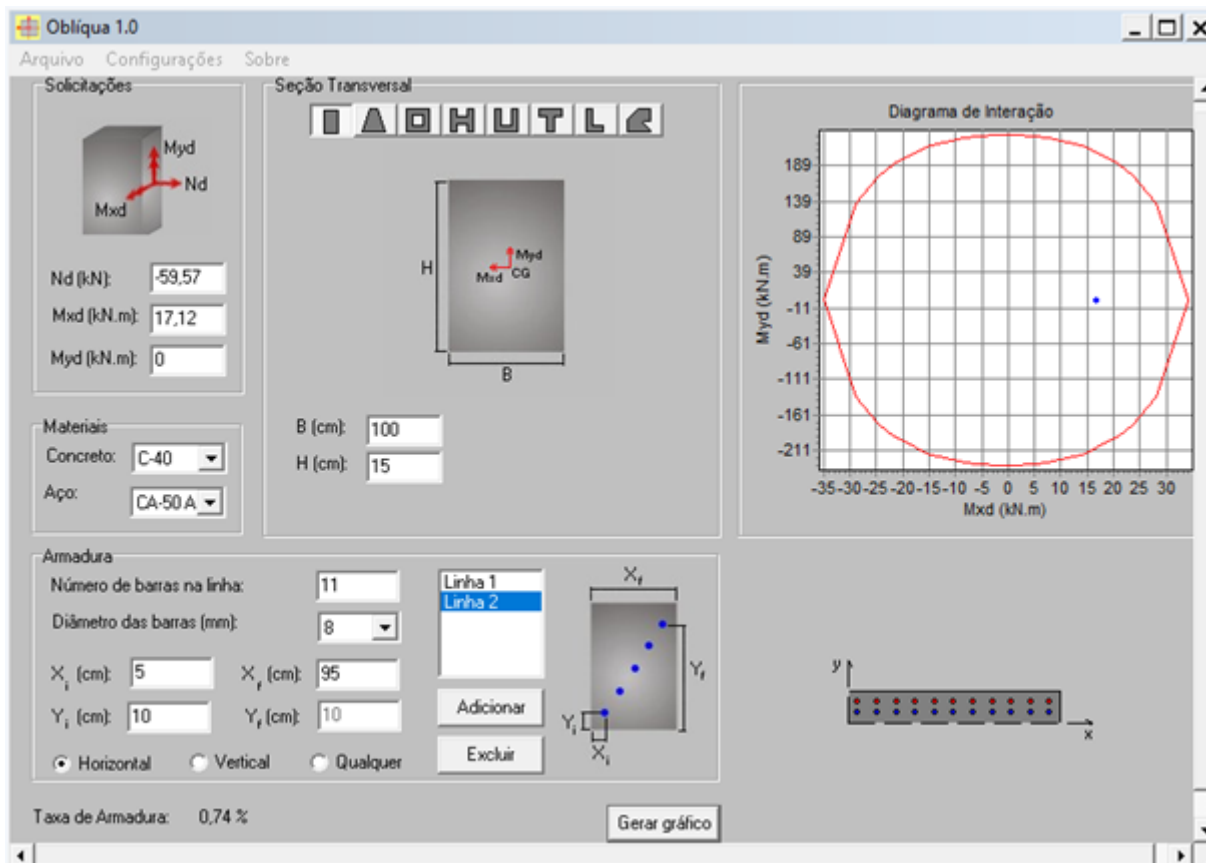 Oblíqua 1.0
Arquivo Configurações Sobre
Solicitações
Myd
Nd
Mxd
Nd (kN): -59,57
Mxd (kN.m): 17,12
Myd (kN.m): 0
Materiais
Concreto: C-40
Aço: CA-50 A
Seção Transversal
H
Myd
Mxd CG
B
B (cm): 100
H (cm): 15
Diagrama de Interação
Myd (kN.m)
189
139
89
39
-11
-61
-111
-161
-211
-35 -30 -25 -20 -15 -10 -5 0 5 10 15 20 25 30
Mxd (kN.m)
Armadura
Número de barras na linha: 11
Diâmetro das barras (mm): 8
Xi (cm): 5 Xf (cm): 95
Yi (cm): 10 Yf (cm): 10
Horizontal Vertical Qualquer
Linha 1
Linha 2
Adicionar
Excluir
Xf
Yf
Yi
Xi
y
x
Taxa de Armadura: 0,74 %
Gerar gráfico